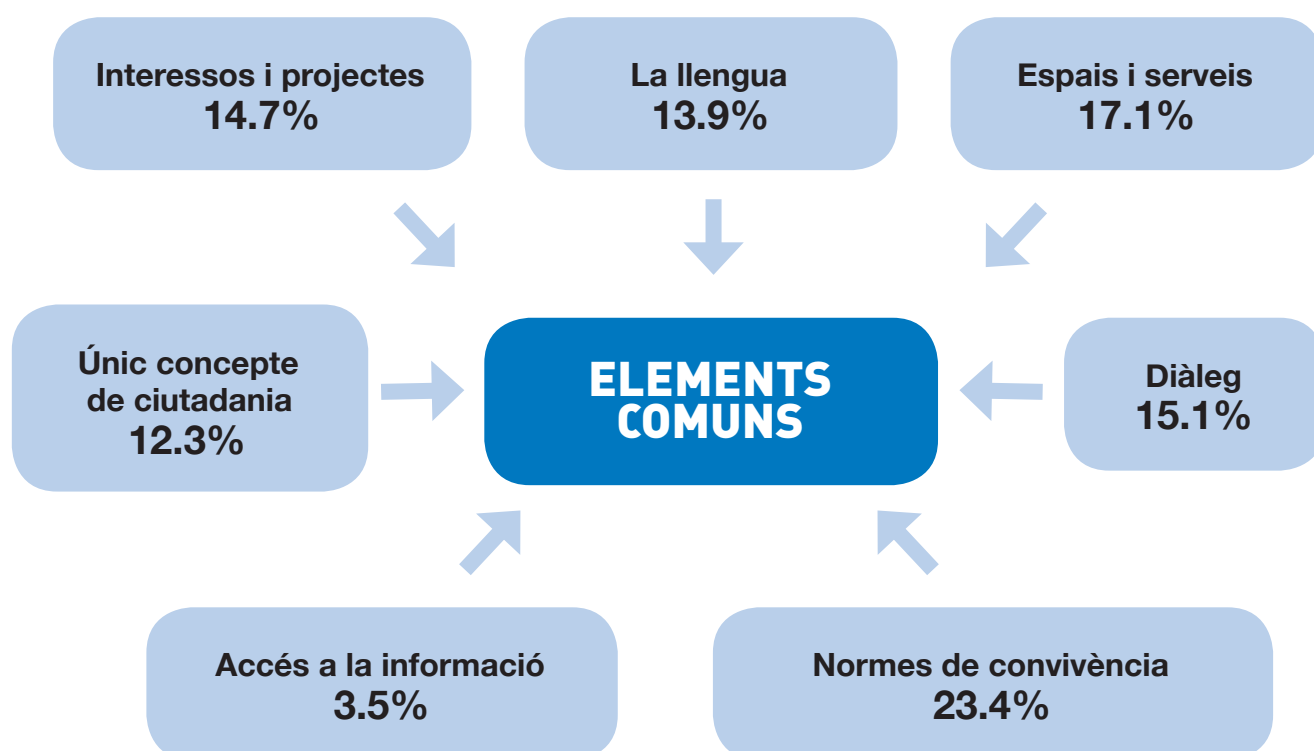 Interessos i projectes
14.7%
La llengua
13.9%
Espais i serveis
17.1%
Únic concepte
de ciutadania
12.3%
ELEMENTS
COMUNS
Diàleg
15.1%
Accés a la informació
3.5%
Normes de convivència
23.4%